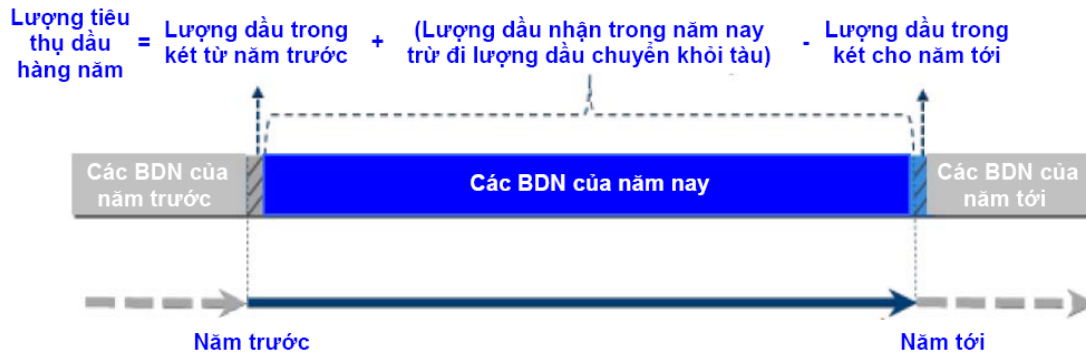 Lượng tiêu
thụ dầu
hàng năm
=
Lượng dầu trong
két từ năm trước
+
(Lượng dầu nhận trong năm nay
trừ đi lượng dầu chuyển khỏi tàu)
-
Lượng dầu trong
két cho năm tới
Các BDN của
năm trước
Các BDN của năm nay
Các BDN của
năm tới
Năm trước
Năm tới